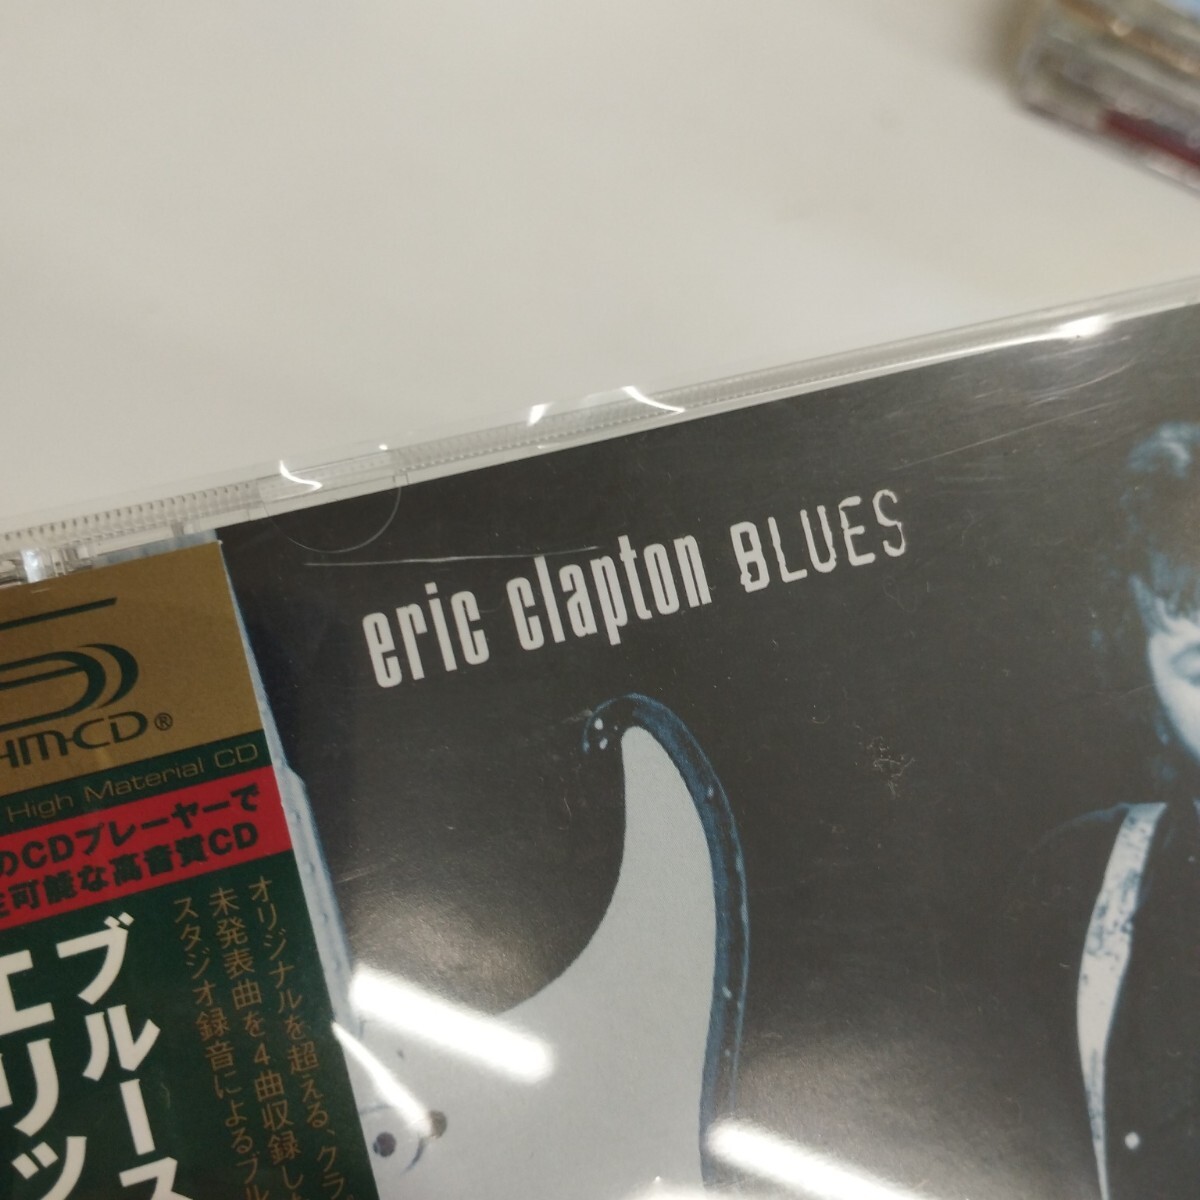 eric clapton BLUES
HM-CD®
High Material CD
のCDプレーヤーで
可能な高音質CD
オリジナルを超える、クラ
未発表曲を4曲収録し
スタジオ録音によるブル
ブルース
エリッ